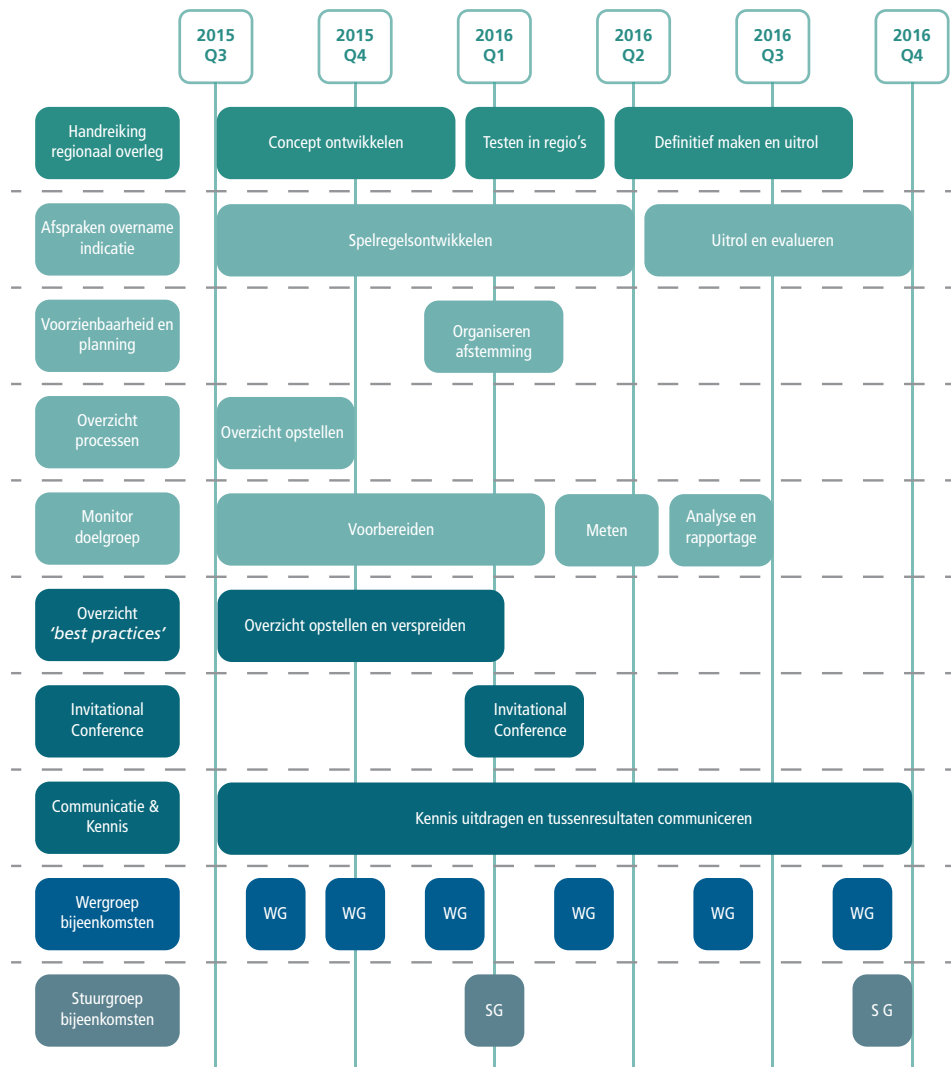 2015
Q3
2015
Q4
2016
Q1
2016
Q2
2016
Q3
2016
Q4
Handreiking
regionaal overleg
Concept ontwikkelen
Testen in regio's
Definitief maken en uitrol
Afspraken overname
indicatie
Spelregelsontwikkelen
Uitrol en evalueren
Voorzienbaarheid en
planning
Organiseren
afstemming
Overzicht
processen
Overzicht opstellen
Monitor
doelgroep
Voorbereiden
Meten
Analyse en
rapportage
Overzicht
'best practices'
Overzicht opstellen en verspreiden
Invitational
Conference
Invitational
Conference
Communicatie &
Kennis
Kennis uitdragen en tussenresultaten communiceren
Wergroep
bijeenkomsten
WG
WG
WG
WG
WG
WG
Stuurgroep
bijeenkomsten
SG
S G